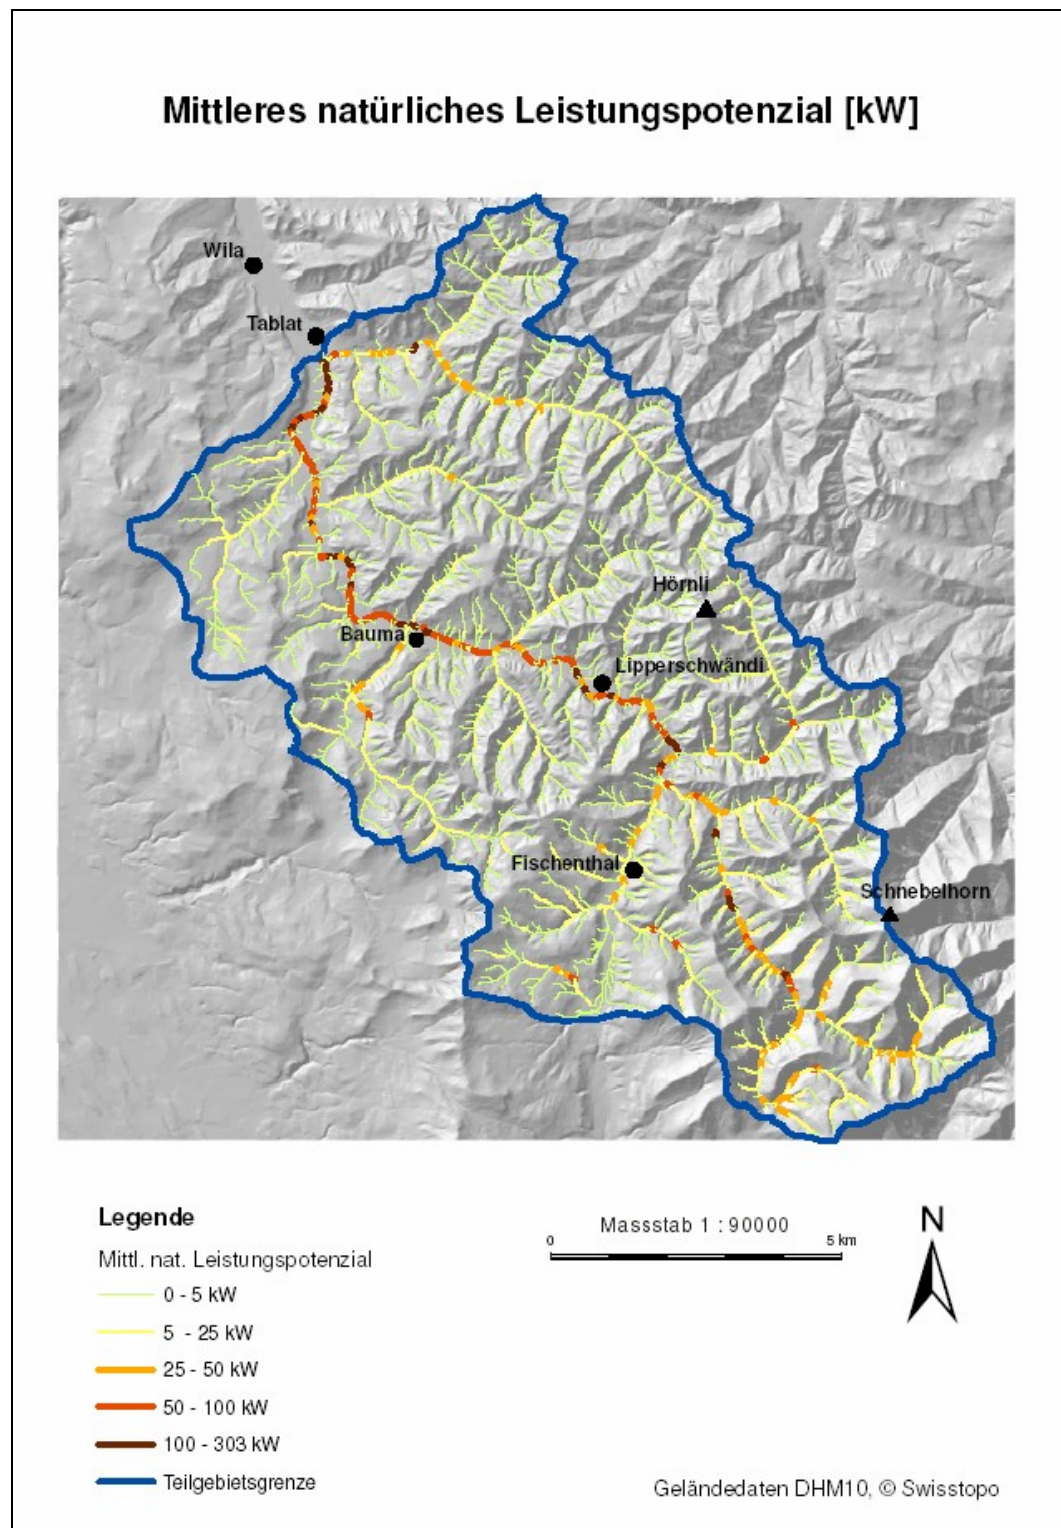 Mittleres natürliches Leistungspotenzial [kW]
Wila
Tablat
Hörnli
Bauma
Lipperschwändi
Fischenthal
Schnebelhorn
Legende
Massstab 1 : 90000
N
0
5 km
Mittl. nat. Leistungspotenzial
0 - 5 kW
5 - 25 kW
25 - 50 kW
50 - 100 kW
100 - 303 kW
Teilgebietsgrenze
Geländedaten DHM10, © Swisstopo